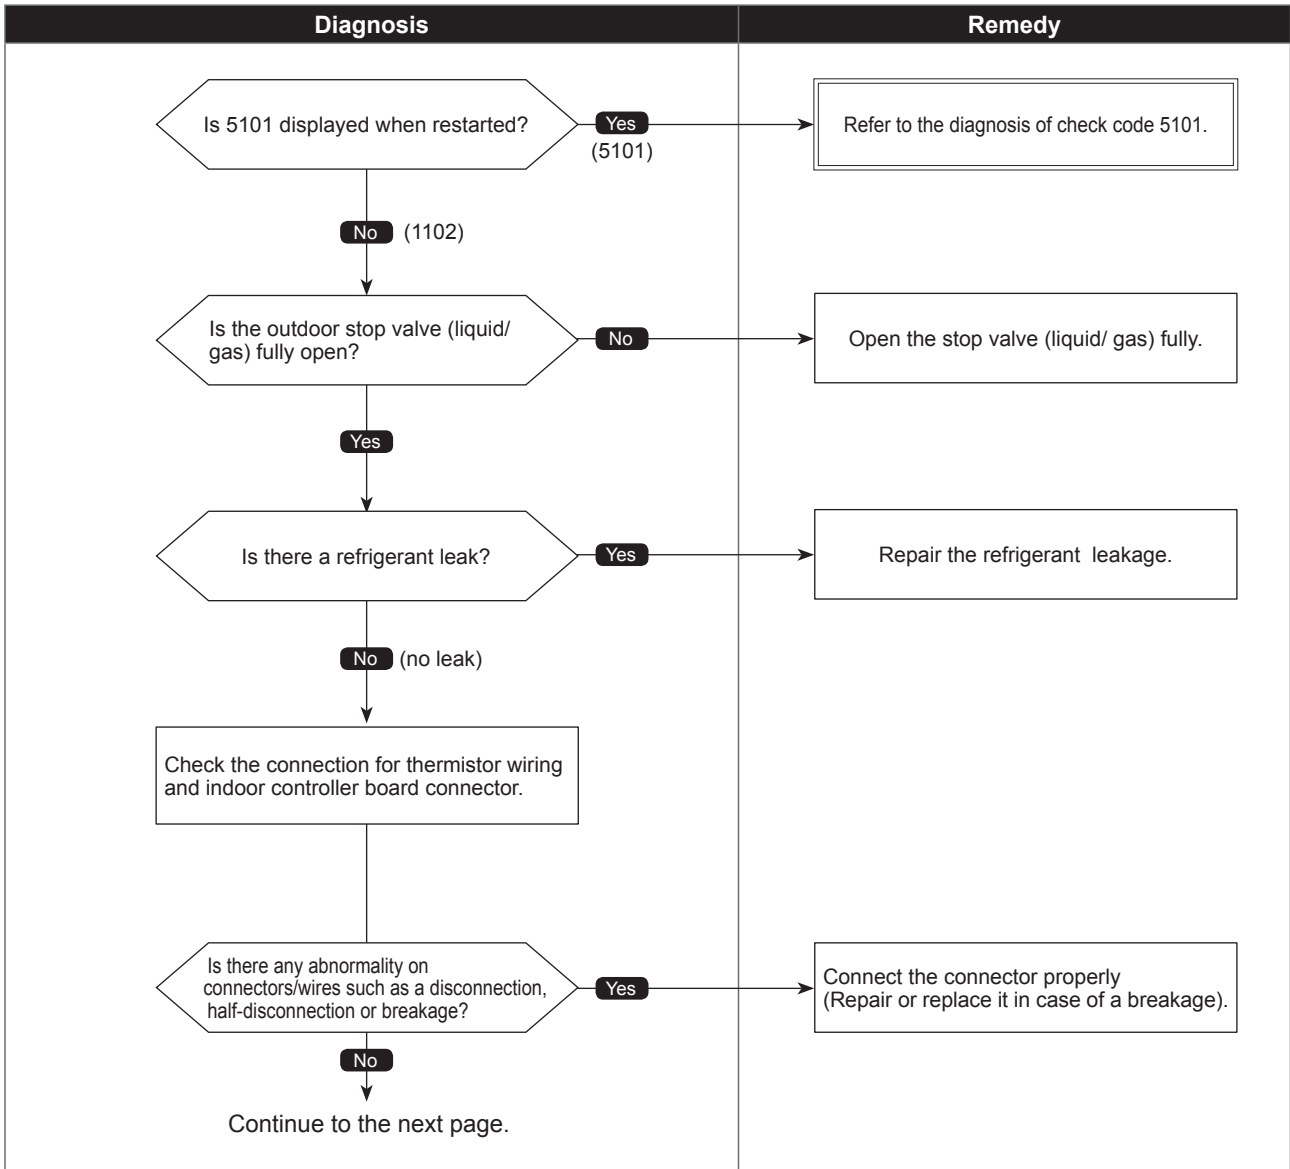 Diagnosis
Remedy
Is 5101 displayed when restarted?
Yes
(5101)
Refer to the diagnosis of check code 5101.
No (1102)
Is the outdoor stop valve (liquid/
gas) fully open?
No
Open the stop valve (liquid/ gas) fully.
Yes
Is there a refrigerant leak?
Yes
Repair the refrigerant leakage.
No (no leak)
Check the connection for thermistor wiring
and indoor controller board connector.
Is there any abnormality on
connectors/wires such as a disconnection,
half-disconnection or breakage?
Yes
Connect the connector properly
(Repair or replace it in case of a breakage).
No
Continue to the next page.